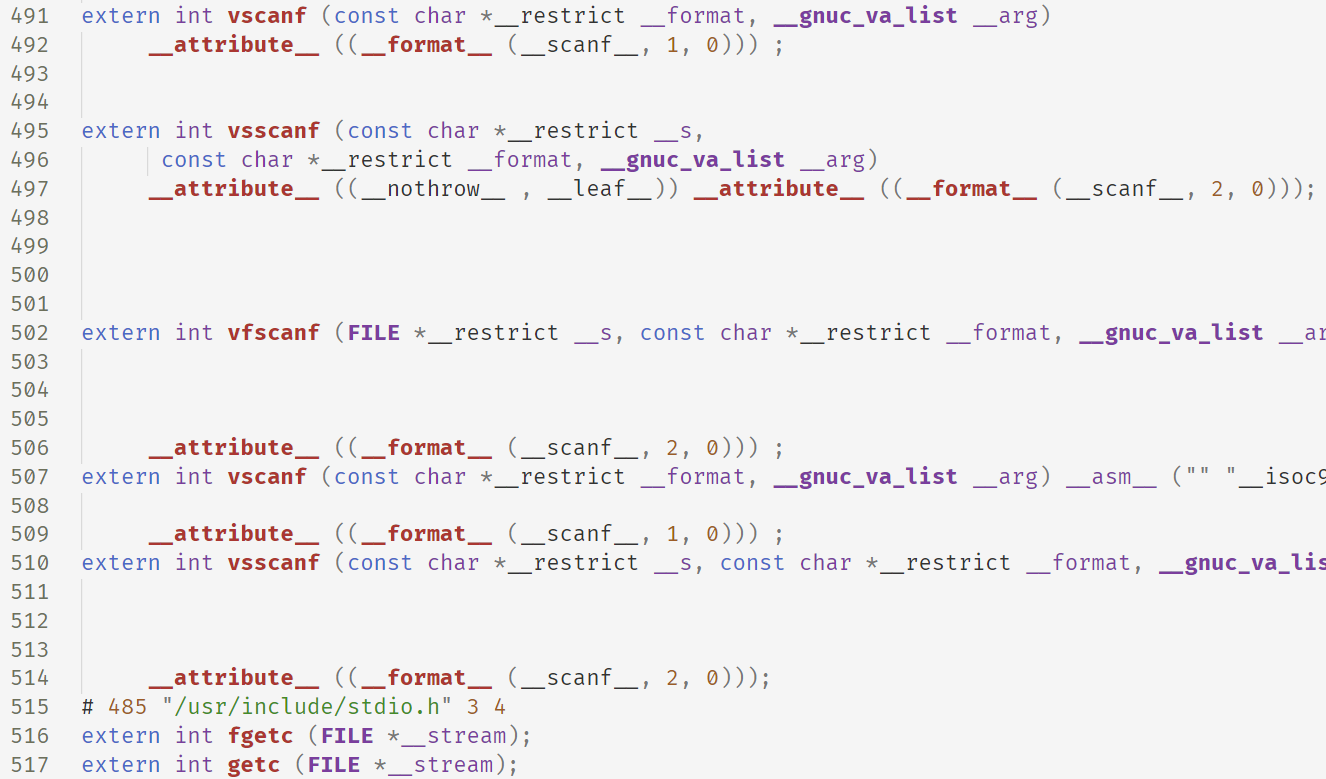 491 extern int vscanf (const char *__restrict __format, __gnuc_va_list __arg)
492 __attribute__ ((__format__ (__scanf__, 1, 0))) ;
493
494
495 extern int vsscanf (const char *__restrict __s,
496 const char *__restrict __format, __gnuc_va_list __arg)
497 __attribute__ ((__nothrow__ , __leaf__)) __attribute__ ((__format__ (__scanf__, 2, 0)));
498
499
500
501
502 extern int vfscanf (FILE *__restrict __s, const char *__restrict __format, __gnuc_va_list __ar
503
504
505
506 __attribute__ ((__format__ (__scanf__, 2, 0))) ;
507 extern int vscanf (const char *__restrict __format, __gnuc_va_list __arg) __asm__ ("" "__isoc9
508
509 __attribute__ ((__format__ (__scanf__, 1, 0))) ;
510 extern int vsscanf (const char *__restrict __s, const char *__restrict __format, __gnuc_va_lis
511
512
513
514 __attribute__ ((__format__ (__scanf__, 2, 0)));
515 # 485 "/usr/include/stdio.h" 3 4
516 extern int fgetc (FILE *__stream);
517 extern int getc (FILE *__stream);